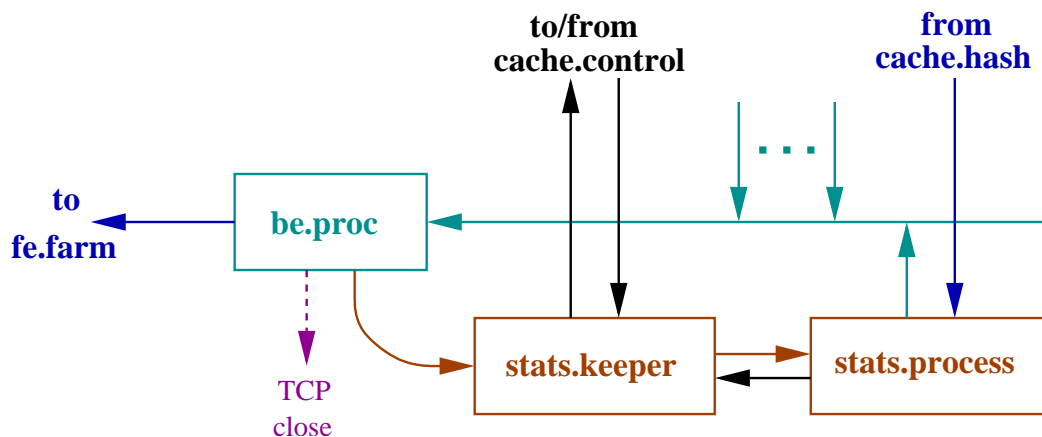 to/from
cache.control
from
cache.hash
to
fe.farm
be.proc
stats.keeper
stats.process
TCP
close